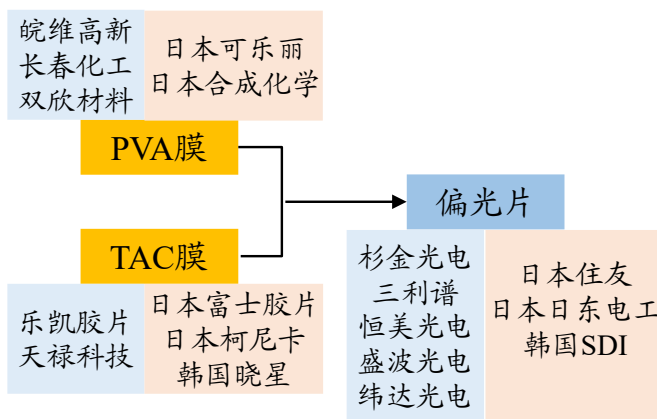 皖维高新
长春化工
双欣材料
日本可乐丽
日本合成化学
PVA膜
TAC膜
乐凯胶片
天禄科技
日本富士胶片
日本柯尼卡
韩国晓星
偏光片
杉金光电
三利谱
恒美光电
盛波光电
纬达光电
日本住友
日本日东电工
韩国SDI